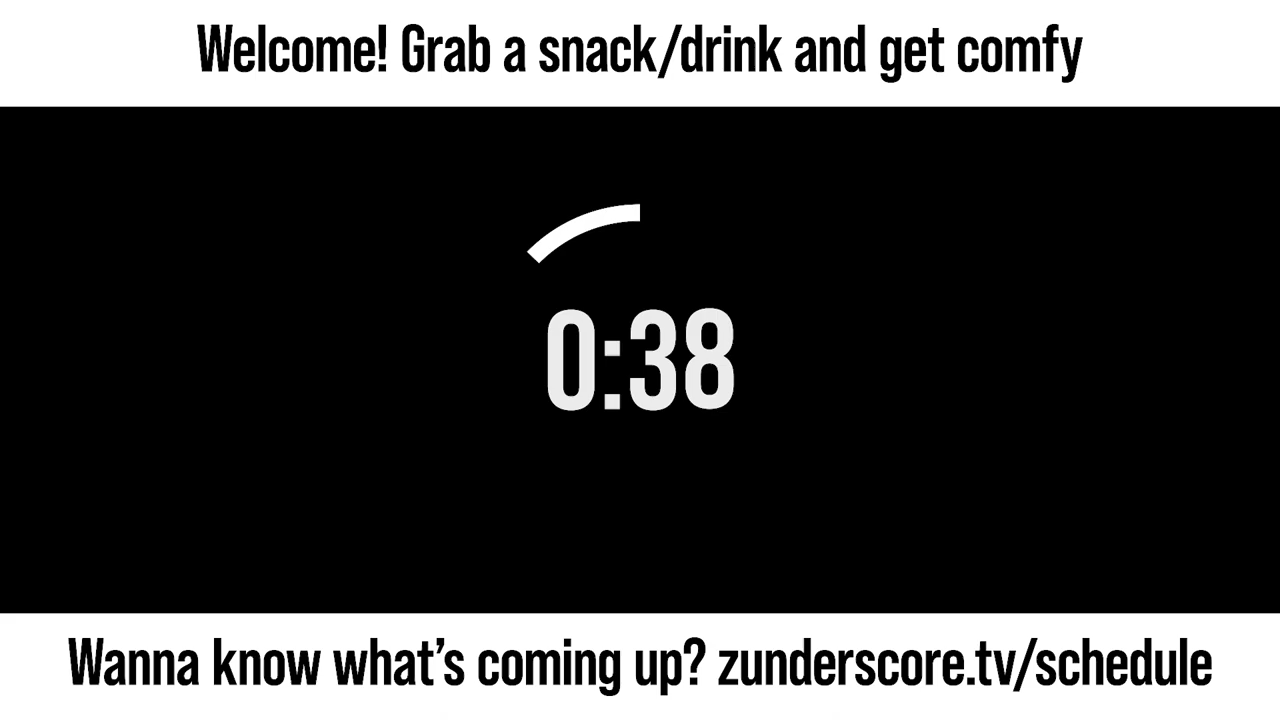 Welcome! Grab a snack/drink and get comfy
0:38
Wanna know what's coming up? zunderscore.tv/schedule